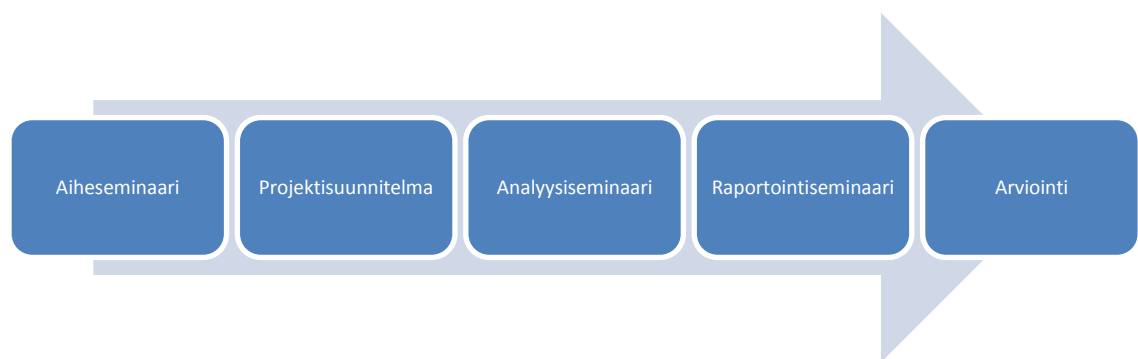 Aiheseminaari
Projektisuunnitelma
Analyysiseminaari
Raportointiseminaari
Arviointi